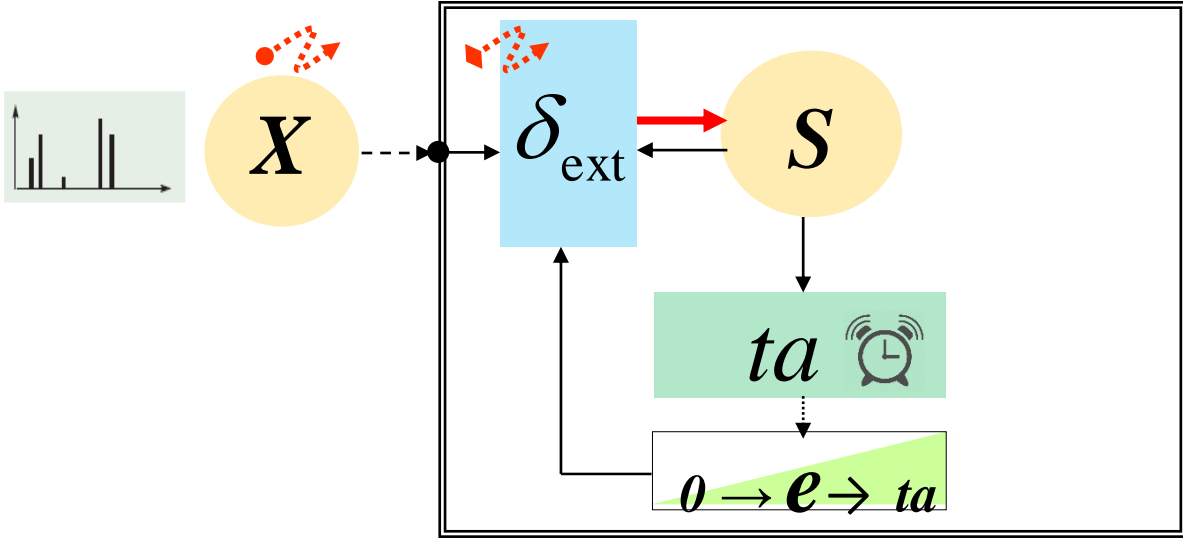 X
δext
S
ta
0 → e → ta